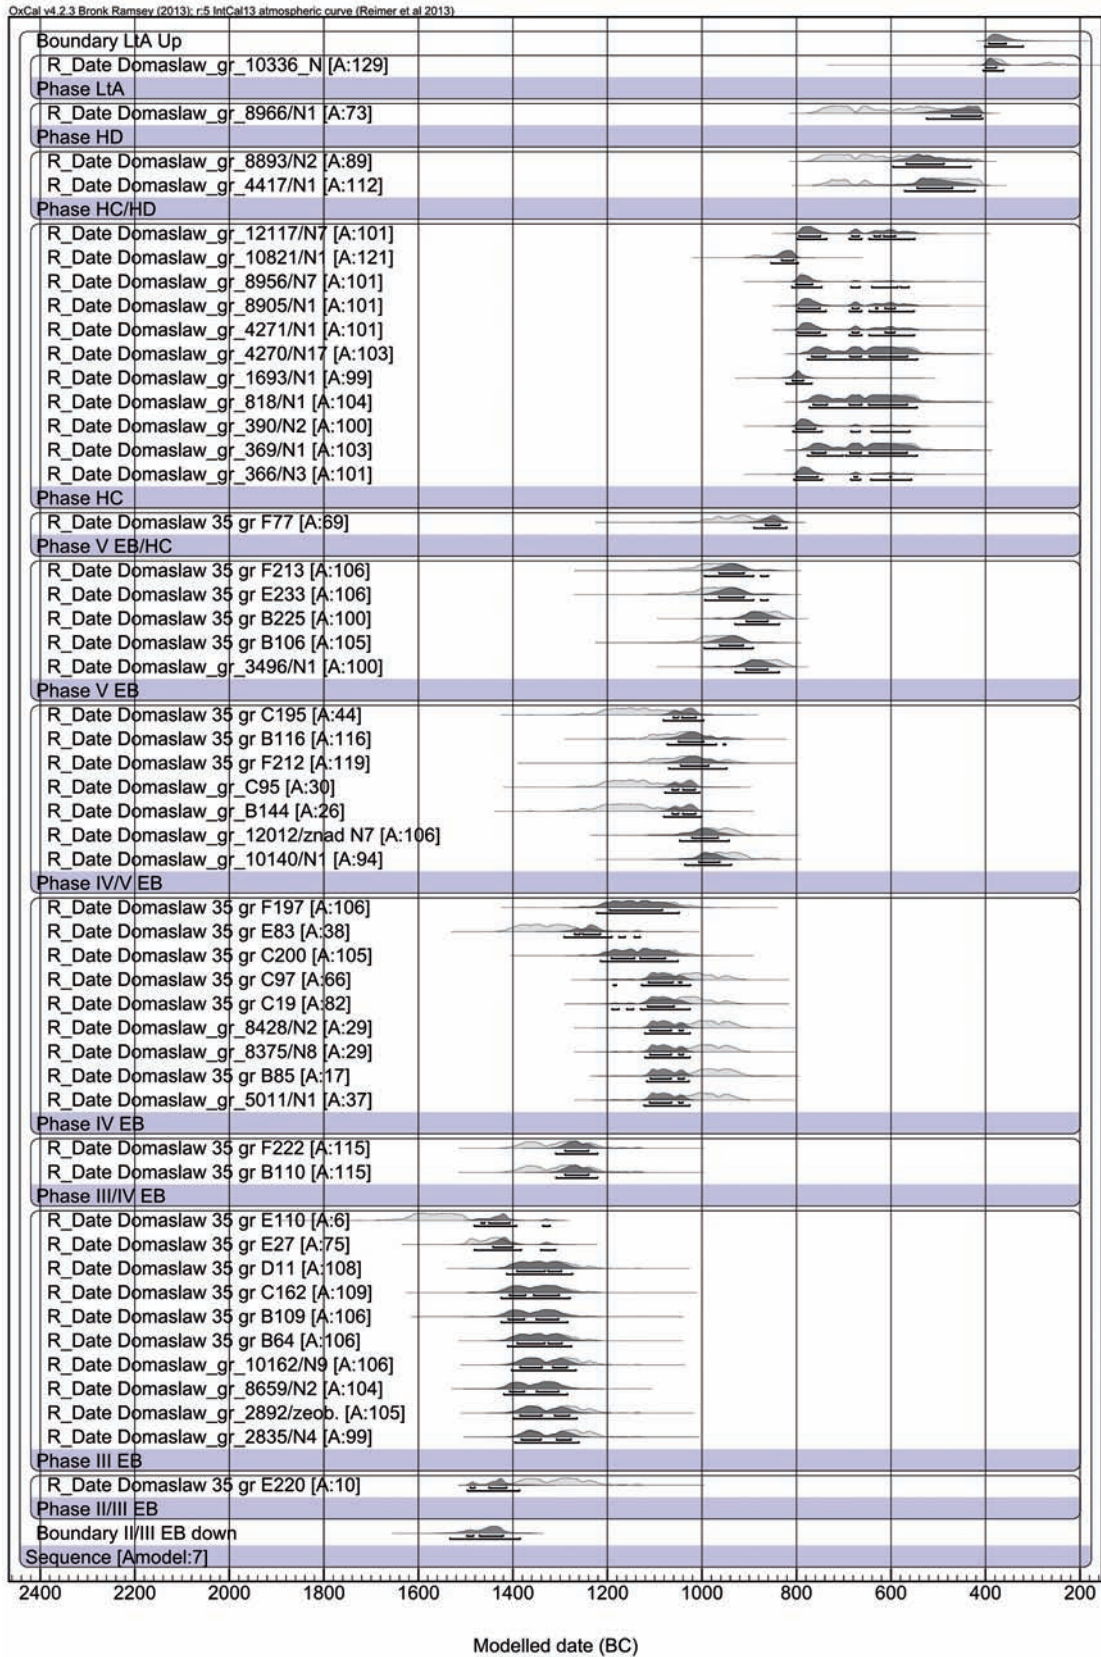 OxCal v4.2.3 Bronk Ramsey (2013); r:5 IntCal13 atmospheric curve (Reimer et al 2013)
Boundary LtA Up
R_Date Domaslaw_gr_10336_N [A:129]
Phase LtA
R_Date Domaslaw_gr_8966/N1 [A:73]
Phase HD
R_Date Domaslaw_gr_8893/N2 [A:89]
R_Date Domaslaw_gr_4417/N1 [A:112]
Phase HC/HD
R_Date Domaslaw_gr_12117/N7 [A:101]
R_Date Domaslaw_gr_10821/N1 [A:121]
R_Date Domaslaw_gr_8956/N7 [A:101]
R_Date Domaslaw_gr_8905/N1 [A:101]
R_Date Domaslaw_gr_4271/N1 [A:101]
R_Date Domaslaw_gr_4270/N17 [A:103]
R_Date Domaslaw_gr_1693/N1 [A:99]
R_Date Domaslaw_gr_818/N1 [A:104]
R_Date Domaslaw_gr_390/N2 [A:100]
R_Date Domaslaw_gr_369/N1 [A:103]
R_Date Domaslaw_gr_366/N3 [A:101]
Phase HC
R_Date Domaslaw 35 gr F77 [A:69]
Phase V EB/HC
R_Date Domaslaw 35 gr F213 [A:106]
R_Date Domaslaw 35 gr E233 [A:106]
R_Date Domaslaw 35 gr B225 [A:100]
R_Date Domaslaw 35 gr B106 [A:105]
R_Date Domaslaw_gr_3496/N1 [A:100]
Phase V EB
R_Date Domaslaw 35 gr C195 [A:44]
R_Date Domaslaw 35 gr B116 [A:116]
R_Date Domaslaw 35 gr F212 [A:119]
R_Date Domaslaw_gr_C95 [A:30]
R_Date Domaslaw_gr_B144 [A:26]
R_Date Domaslaw_gr_12012/znad N7 [A:106]
R_Date Domaslaw_gr_10140/N1 [A:94]
Phase IV/V EB
R_Date Domaslaw 35 gr F197 [A:106]
R_Date Domaslaw 35 gr E83 [A:38]
R_Date Domaslaw 35 gr C200 [A:105]
R_Date Domaslaw 35 gr C97 [A:66]
R_Date Domaslaw 35 gr C19 [A:82]
R_Date Domaslaw_gr_8428/N2 [A:29]
R_Date Domaslaw_gr_8375/N8 [A:29]
R_Date Domaslaw 35 gr B85 [A:17]
R_Date Domaslaw_gr_5011/N1 [A:37]
Phase IV EB
R_Date Domaslaw 35 gr F222 [A:115]
R_Date Domaslaw 35 gr B110 [A:115]
Phase III/IV EB
R_Date Domaslaw 35 gr E110 [A:6]
R_Date Domaslaw 35 gr E27 [A:75]
R_Date Domaslaw 35 gr D11 [A:108]
R_Date Domaslaw 35 gr C162 [A:109]
R_Date Domaslaw 35 gr B109 [A:106]
R_Date Domaslaw 35 gr B64 [A:106]
R_Date Domaslaw_gr_10162/N9 [A:106]
R_Date Domaslaw_gr_8659/N2 [A:104]
R_Date Domaslaw_gr_2892/zeob. [A:105]
R_Date Domaslaw_gr_2835/N4 [A:99]
Phase III EB
R_Date Domaslaw 35 gr E220 [A:10]
Phase II/III EB
Boundary II/III EB down
Sequence [Amodel:7]
2400 2200 2000 1800 1600 1400 1200 1000 800 600 400 200
Modelled date (BC)